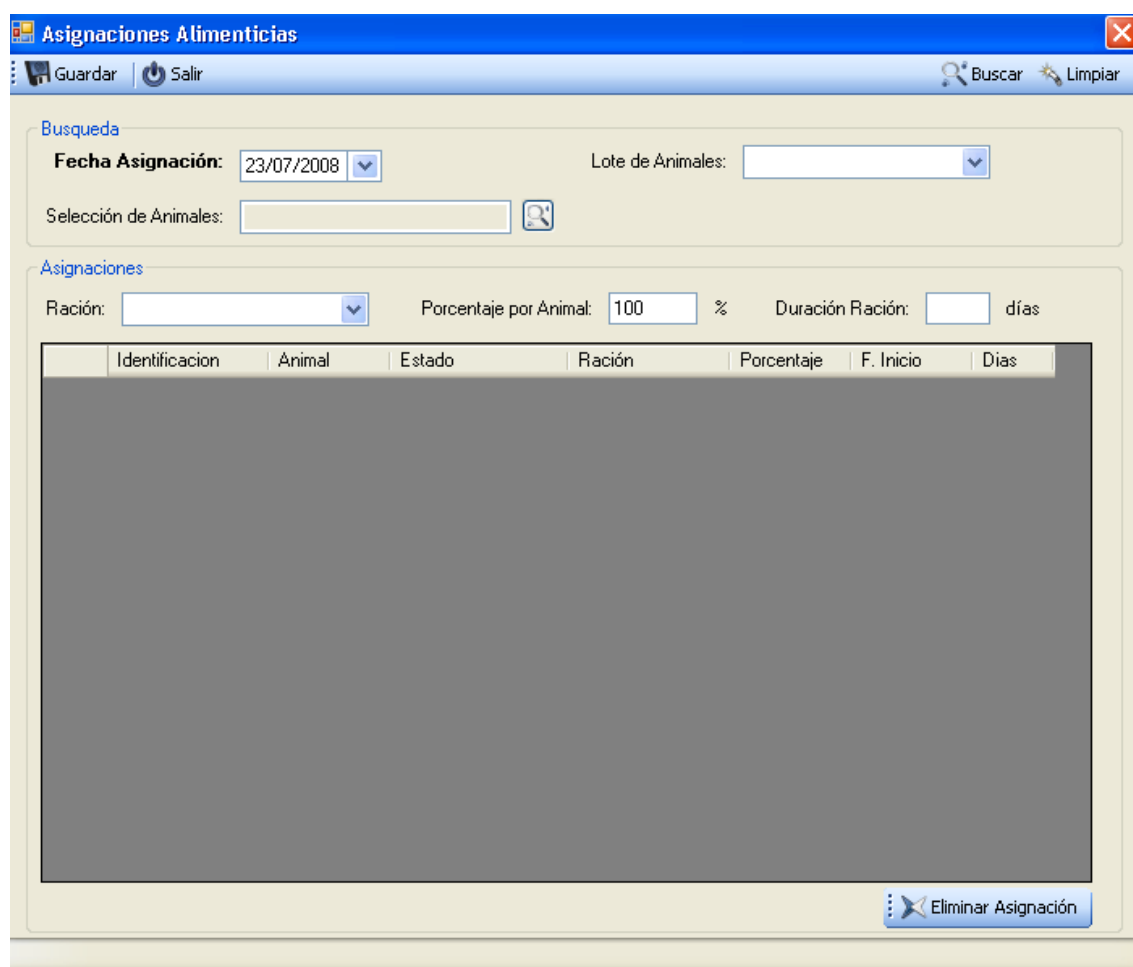 Asignaciones Alimenticias
Guardar Salir Buscar Limpiar
Busqueda
Fecha Asignación: 23/07/2008 Lote de Animales:
Selección de Animales:
Asignaciones
Ración: Porcentaje por Animal: 100 % Duración Ración: días
Identificacion Animal Estado Ración Porcentaje F. Inicio Dias
Eliminar Asignación